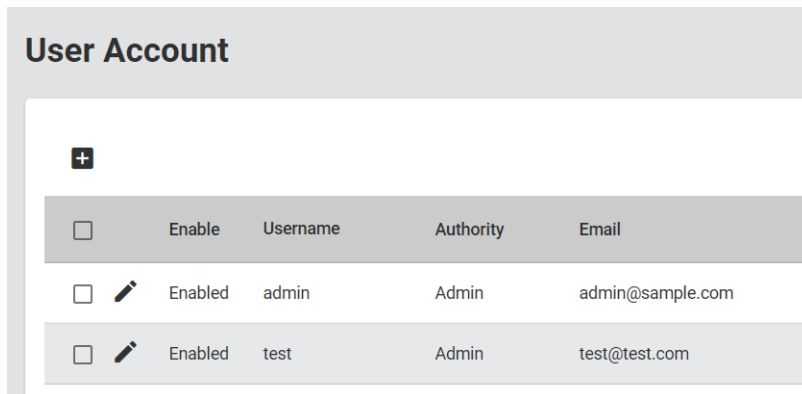 User Account
Enable Username Authority Email
Enabled admin Admin admin@sample.com
Enabled test Admin test@test.com